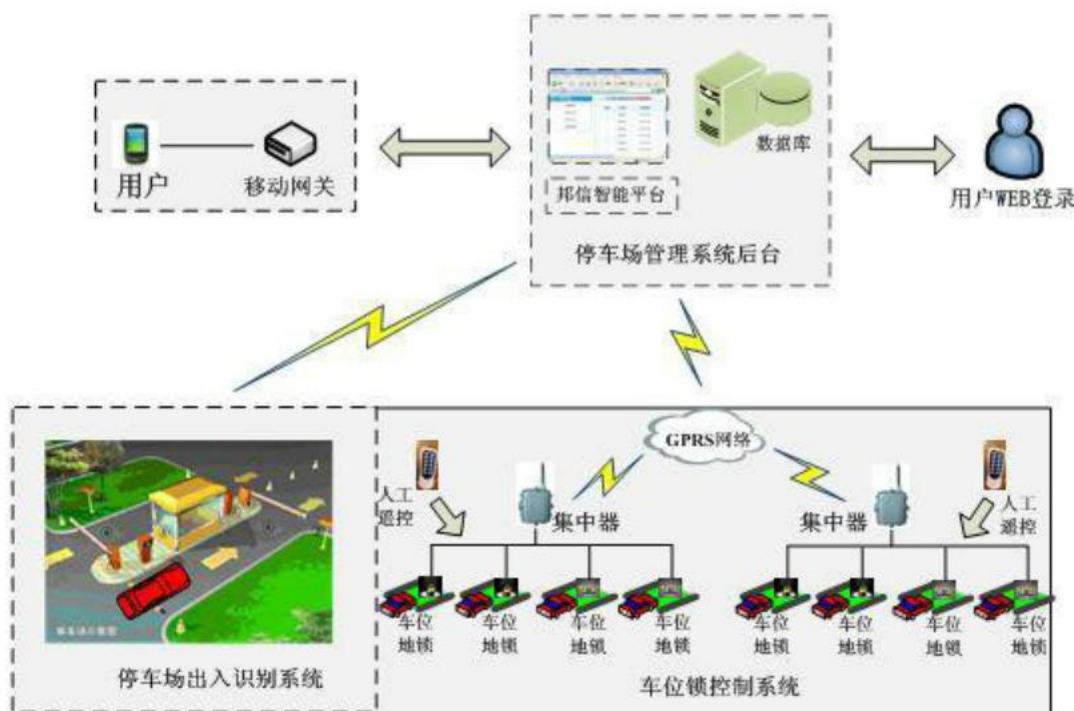 数据库
用户
移动网关
邦信智能平台
用户WEB登录
停车场管理系统后台
GPRS网络
人工
遥控
集中器
集中器
人工
遥控
车位
地锁
车位
地锁
车位
地锁
车位
地锁
车位
地锁
车位
地锁
车位
地锁
车位
地锁
停车场出入识别系统
车位锁控制系统